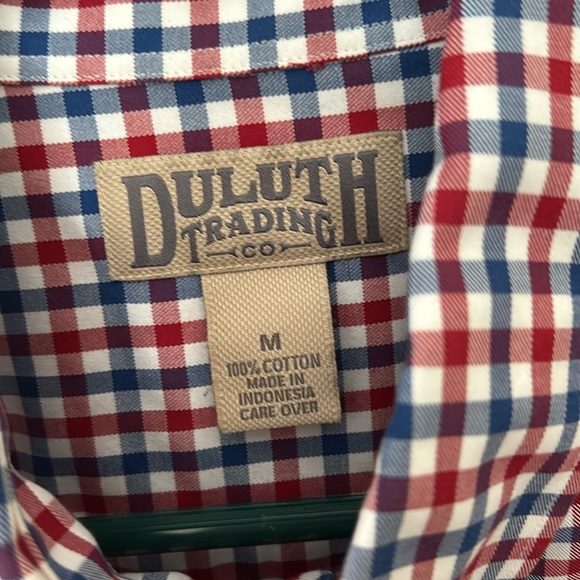 DULUTH
TRADING
CO
M
100% COTTON
MADE IN
INDONESIA
CARE OVER